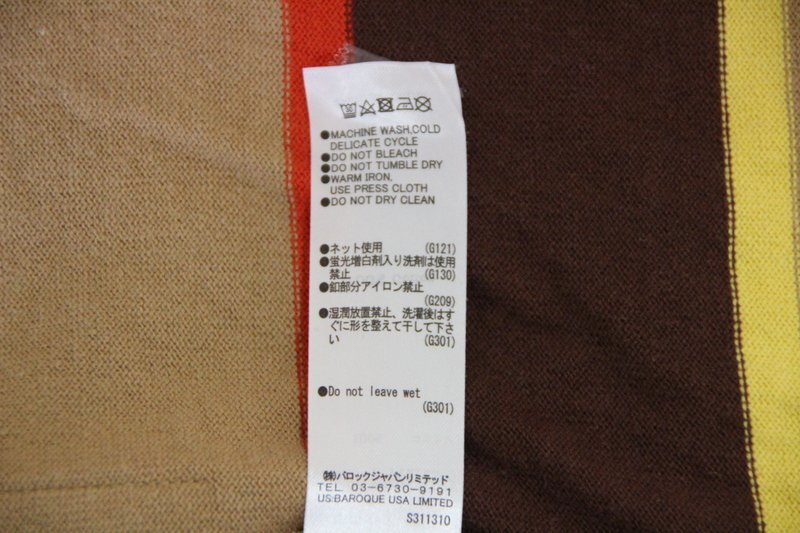 ●MACHINE WASH,COLD
DELICATE CYCLE
●DO NOT BLEACH
●DO NOT TUMBLE DRY
●WARM IRON,
USE PRESS CLOTH
●DO NOT DRY CLEAN
●ネット使用 (G121)
●蛍光増白剤入り洗剤は使用
禁止 (G130)
●釦部分アイロン禁止
(G209)
●湿潤放置禁止、洗濯後はす
ぐに形を整えて干して下さ
い (G301)
●Do not leave wet
(G301)
㈱バロックジャパンリミテッド
TEL. 03-6730-9191
US:BAROQUE USA LIMITED
S311310